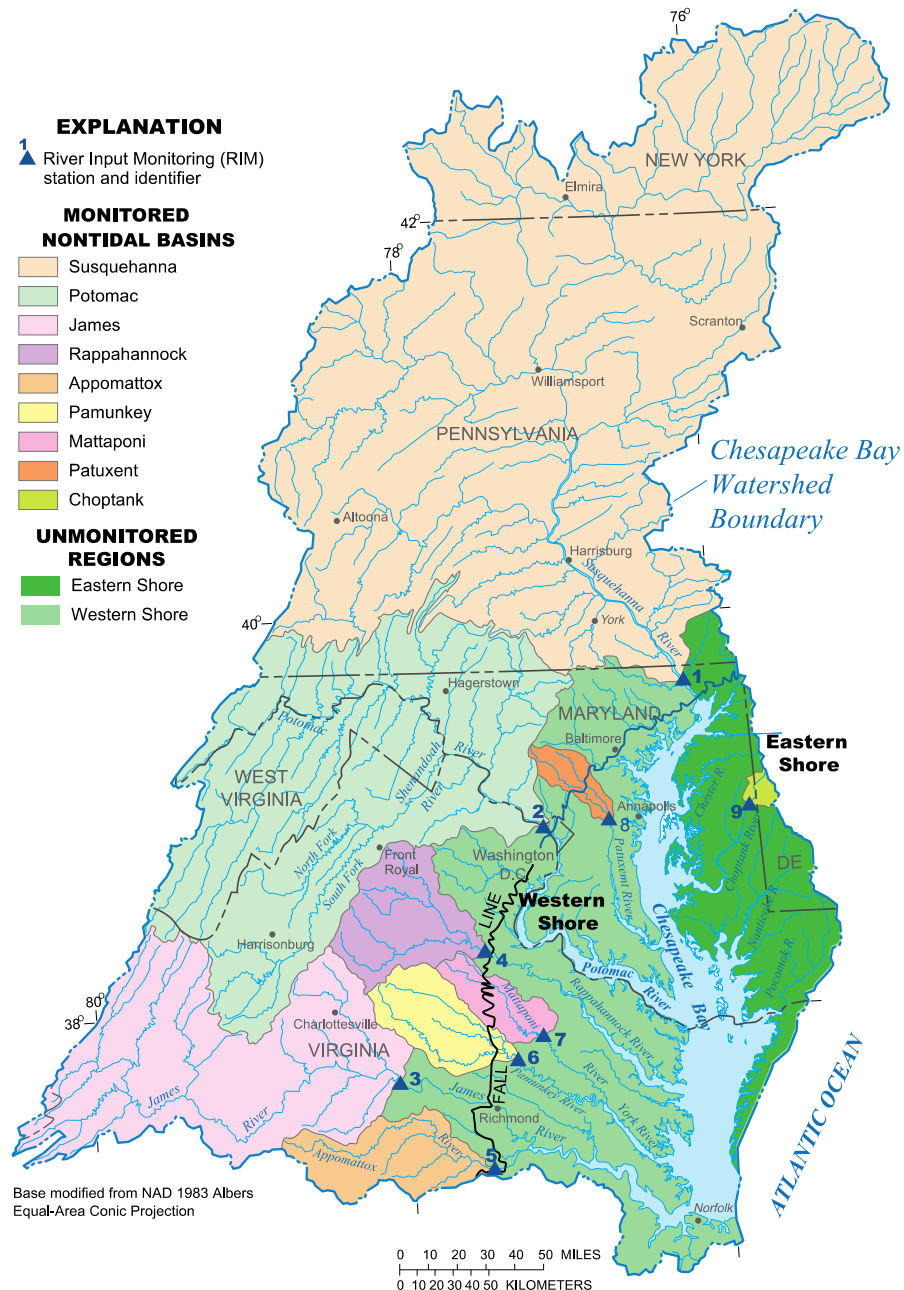 76°
EXPLANATION
1
River Input Monitoring (RIM)
station and identifier
MONITORED
NONTIDAL BASINS
Susquehanna
Potomac
James
Rappahannock
Appomattox
Pamunkey
Mattaponi
Patuxent
Choptank
UNMONITORED
REGIONS
Eastern Shore
Western Shore
NEW YORK
Elmira
42°
78°
Scranton
Williamsport
PENNSYLVANIA
Chesapeake Bay
Watershed
Boundary
Altoona
Harrisburg
Susquehanna
River
York
40°
1
Hagerstown
MARYLAND
Baltimore
Potomac
River
Shenandoah
River
Eastern
Shore
WEST
VIRGINIA
Chester R.
Annapolis
2
8
9
North Fork
South Fork
Front
Royal
Washington
D.C.
Patuxemt River
Choptank River
DE
LINE
Western
Shore
Chesapeake Bay
Nanticoke R.
Pocomok R.
Harrisonburg
4
Potomac
River
80°
38°
Charlottesville
VIRGINIA
Mattaponi
Rappahannock River
7
6
3
FALL
River
Pamunkey River
York River
James
River
James
River
Richmond
ATLANTIC OCEAN
Appomattox
River
5
Norfolk
Base modified from NAD 1983 Albers
Equal-Area Conic Projection
0 10 20 30 40 50 MILES
0 10 20 30 40 50 KILOMETERS